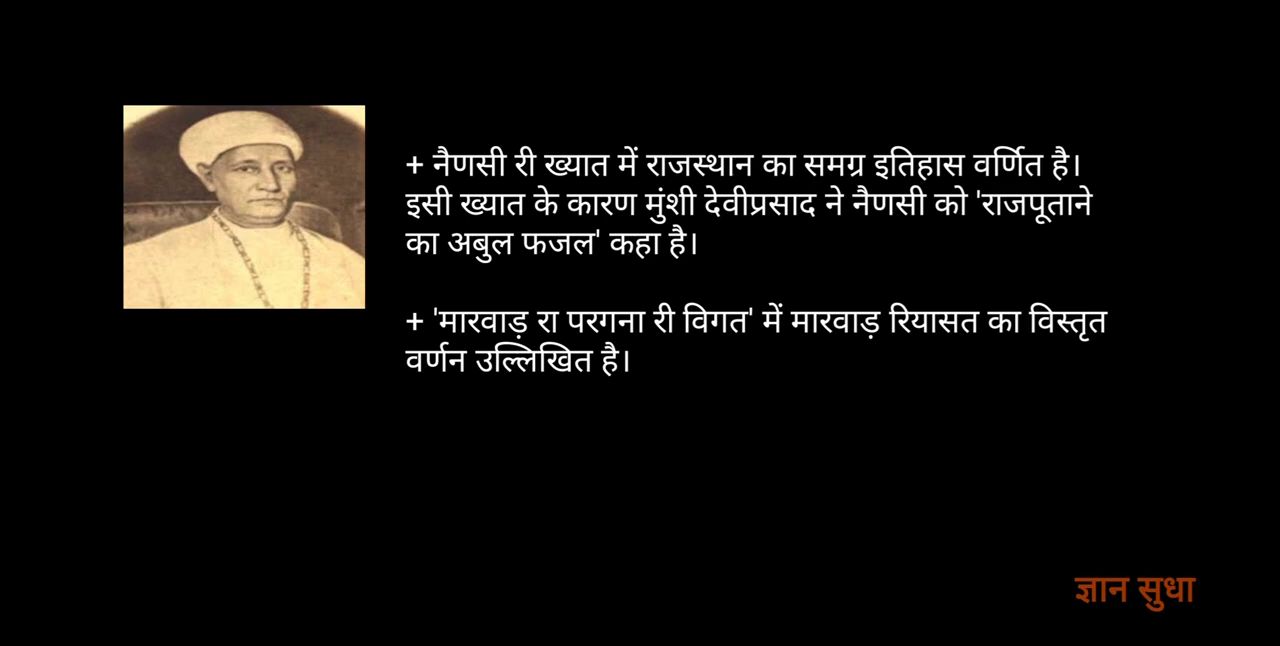 + नैणसी री ख्यात में राजस्थान का समग्र इतिहास वर्णित है।
इसी ख्यात के कारण मुंशी देवीप्रसाद ने नैणसी को 'राजपूताने
का अबुल फजल' कहा है।
+ 'मारवाड़ रा परगना री विगत' में मारवाड़ रियासत का विस्तृत
वर्णन उल्लिखित है।
ज्ञान सुधा